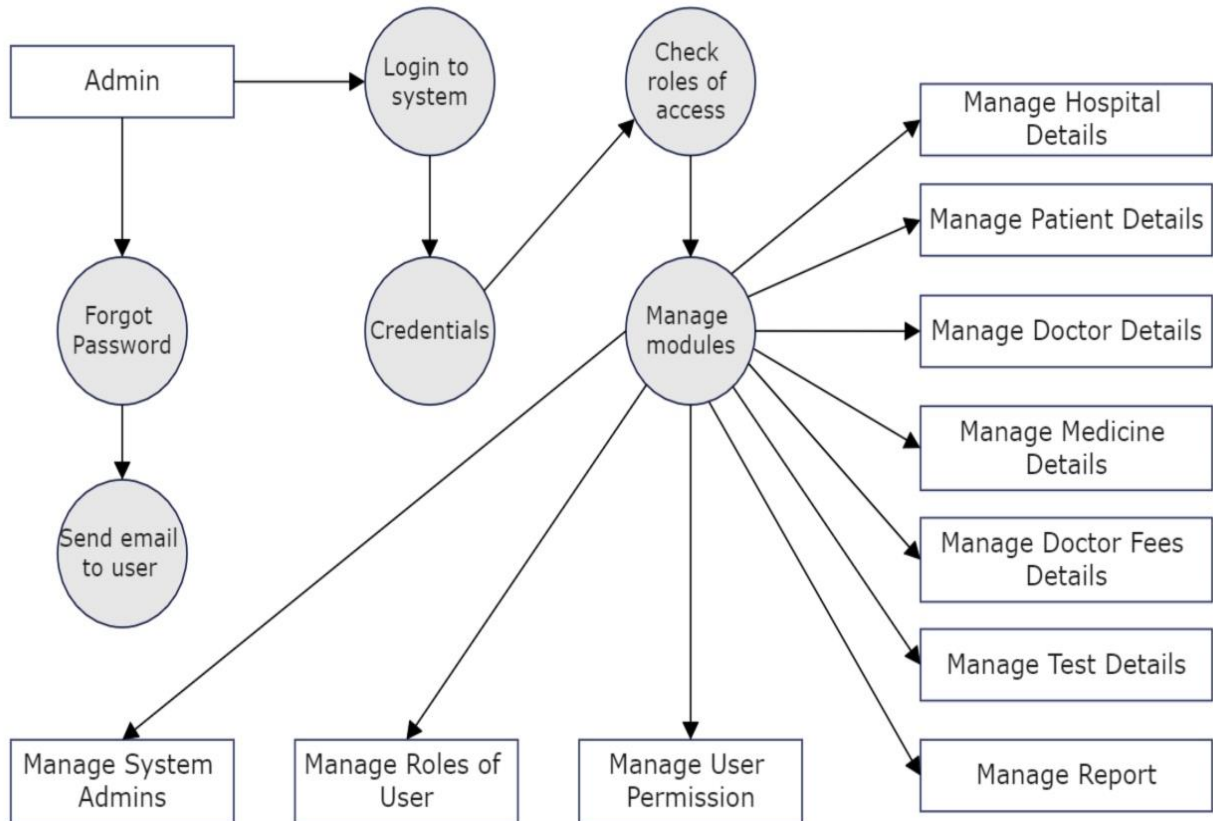 Admin
Login to
system
Check
roles of
access
Manage Hospital
Details
Manage Patient Details
Forgot
Password
Credentials
Manage
modules
Manage Doctor Details
Manage Medicine
Details
Send email
to user
Manage Doctor Fees
Details
Manage Test Details
Manage System
Admins
Manage Roles of
User
Manage User
Permission
Manage Report